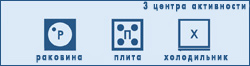 3 центра активности
Р П Х
раковина плита холодильник